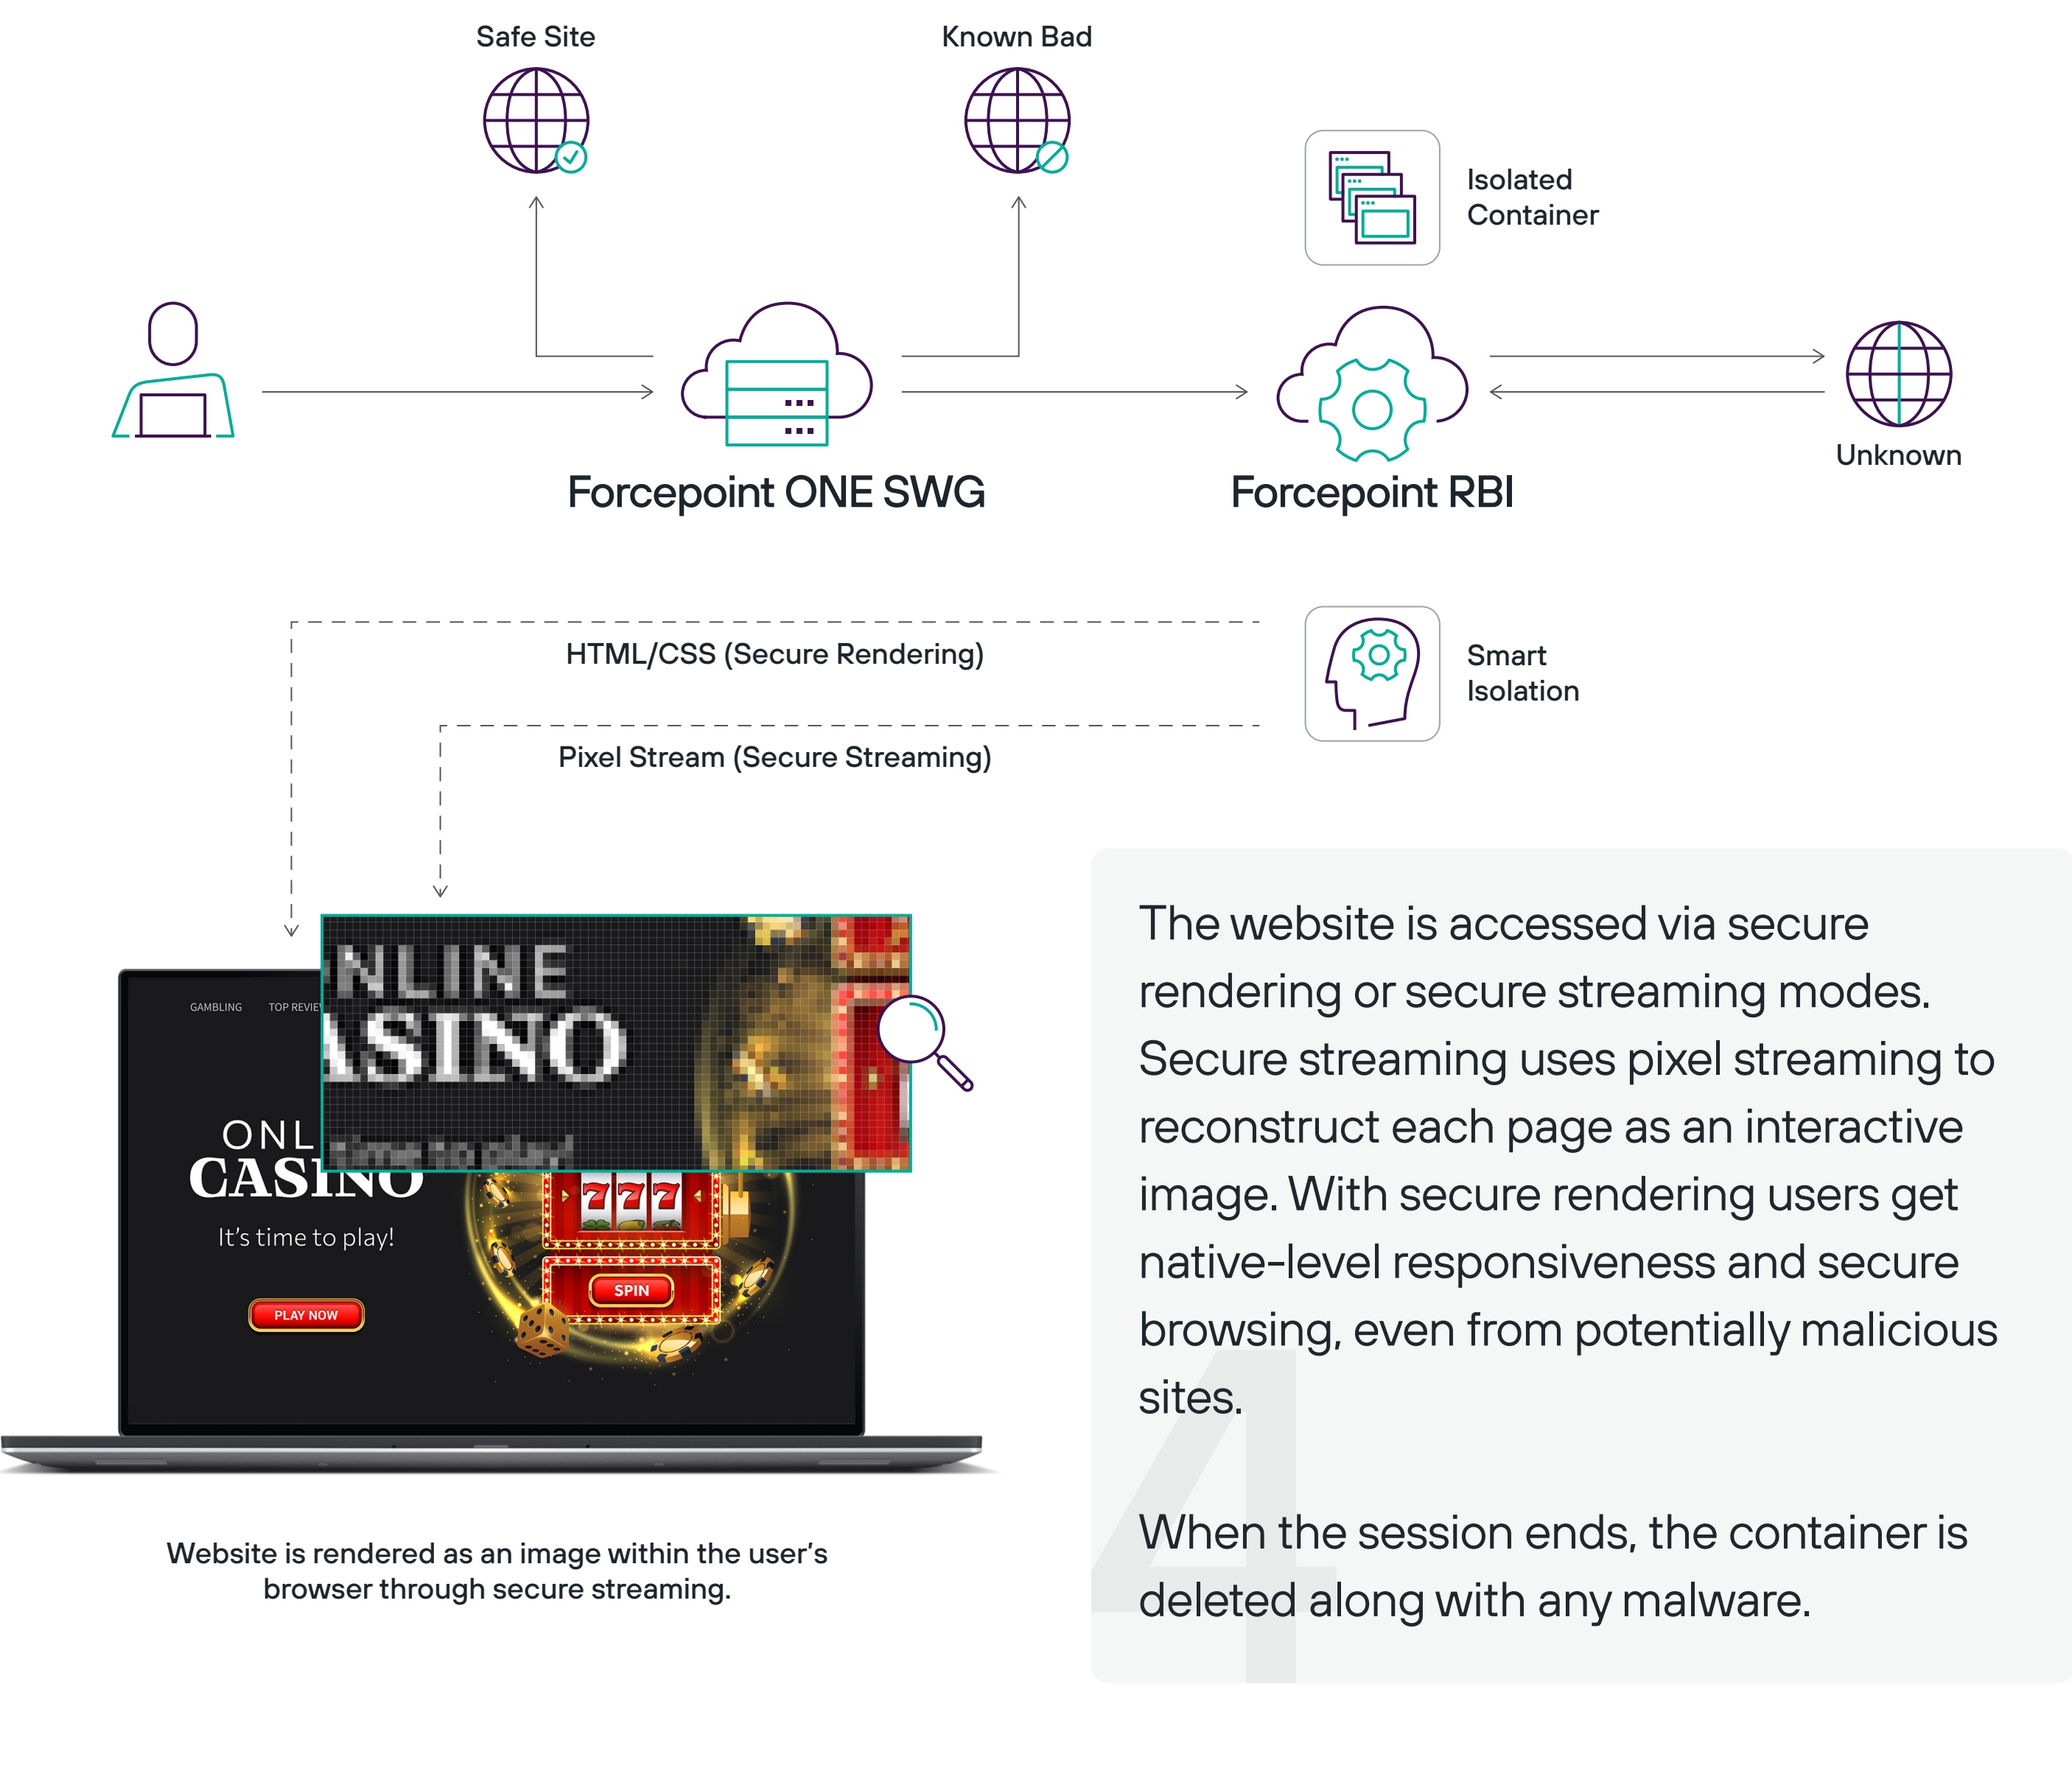 Safe Site
Known Bad
Isolated
Container
Unknown
Forcepoint ONE SWG
Forcepoint RBI
HTML/CSS (Secure Rendering)
Smart
Isolation
Pixel Stream (Secure Streaming)
NLINE
ASINO
GAMBLING
TOP REVIEW
ONL
CASINO
It's time to play!
PLAY NOW
777
SPIN
Website is rendered as an image within the user's
browser through secure streaming.
The website is accessed via secure
rendering or secure streaming modes.
Secure streaming uses pixel streaming to
reconstruct each page as an interactive
image. With secure rendering users get
native-level responsiveness and secure
browsing, even from potentially malicious
sites.
When the session ends, the container is
deleted along with any malware.
4